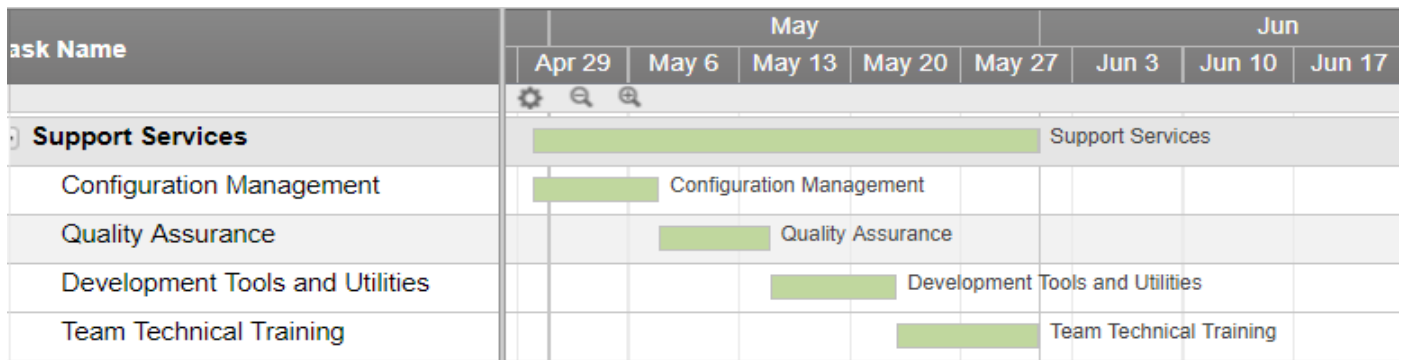 May Jun
ask Name
Apr 29 May 6 May 13 May 20 May 27 Jun 3 Jun 10 Jun 17
Support Services Support Services
Configuration Management Configuration Management
Quality Assurance Quality Assurance
Development Tools and Utilities Development Tools and Utilities
Team Technical Training Team Technical Training